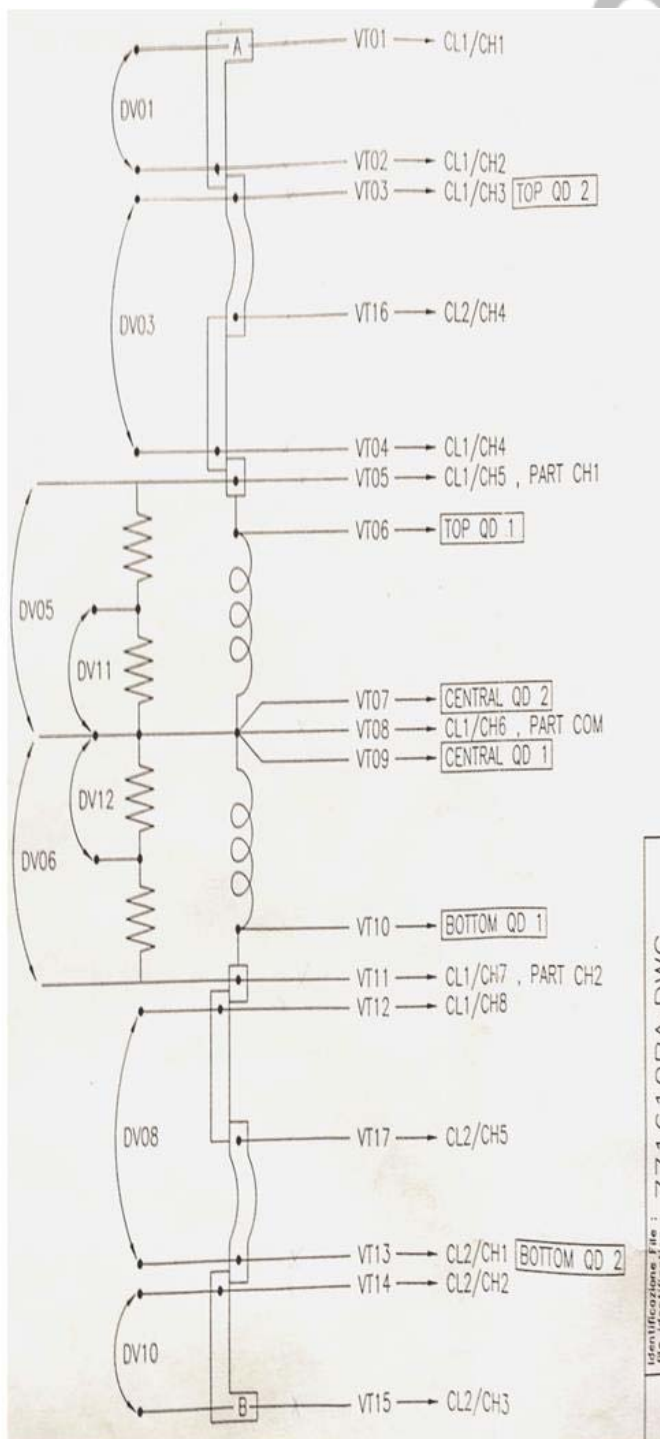 A VT01 CL1/CH1
DV01
VT02 CL1/CH2
VT03 CL1/CH3 TOP QD 2
DV03
VT16 CL2/CH4
VT04 CL1/CH4
VT05 CL1/CH5 , PART CH1
VT06 TOP QD 1
DV05
DV11
VT07 CENTRAL QD 2
VT08 CL1/CH6 , PART COM
VT09 CENTRAL QD 1
DV12
DV06
VT10 BOTTOM QD 1
VT11 CL1/CH7 , PART CH2
VT12 CL1/CH8
DV08
VT17 CL2/CH5
VT13 CL2/CH1 BOTTOM QD 2
VT14 CL2/CH2
DV10
B VT15 CL2/CH3
Identificazione File :